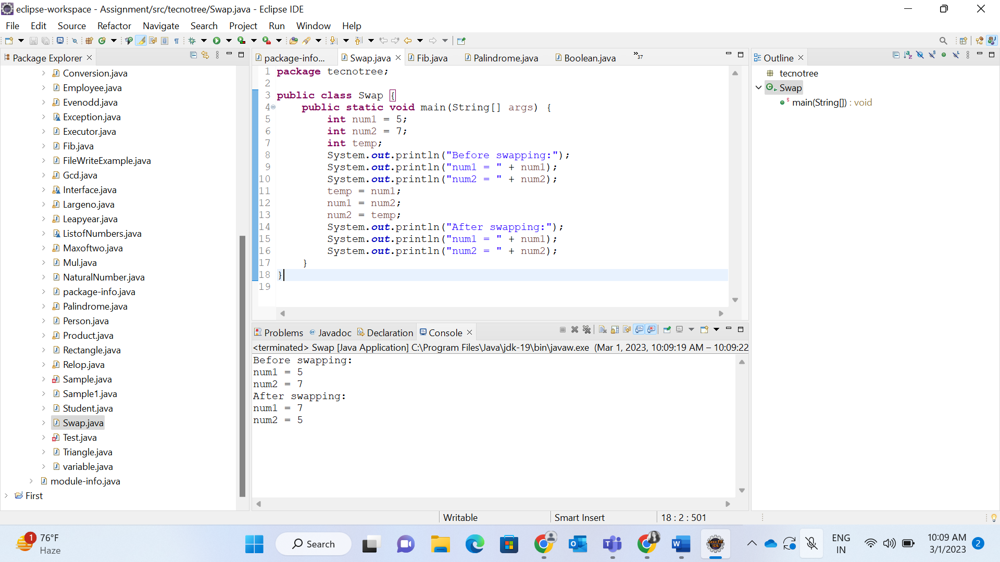 eclipse-workspace - Assignment/src/tecnotree/Swap.java - Eclipse IDE
File Edit Source Refactor Navigate Search Project Run Window Help
Package Explorer
Conversion.java
Employee.java
Evenodd.java
Exception.java
Executor.java
Fib.java
FileWriteExample.java
Gcd.java
Interface.java
Largeno.java
Leapyear.java
ListofNumbers.java
Maxoftwo.java
Mul.java
NaturalNumber.java
package-info.java
Palindrome.java
Person.java
Product.java
Rectangle.java
Relop.java
Sample.java
Sample1.java
Student.java
Swap.java
Test.java
Triangle.java
variable.java
module-info.java
First
package-info... Swap.java Fib.java Palindrome.java Boolean.java »37
1 package tecnotree;
2
3 public class Swap {
4 public static void main(String[] args) {
5 int num1 = 5;
6 int num2 = 7;
7 int temp;
8 System.out.println("Before swapping:");
9 System.out.println("num1 = " + num1);
10 System.out.println("num2 = " + num2);
11 temp = num1;
12 num1 = num2;
13 num2 = temp;
14 System.out.println("After swapping:");
15 System.out.println("num1 = " + num1);
16 System.out.println("num2 = " + num2);
17 }
18 }
19
Problems @ Javadoc Declaration Console
<terminated> Swap [Java Application] C:\Program Files\Java\jdk-19\bin\javaw.exe (Mar 1, 2023, 10:09:19 AM – 10:09:22
Before swapping:
num1 = 5
num2 = 7
After swapping:
num1 = 7
num2 = 5
Outline
tecnotree
Swap
main(String[]) : void
Writable Smart Insert 18 : 2 : 501
1 76°F
Haze
Search
ENG
IN
10:09 AM
3/1/2023
2